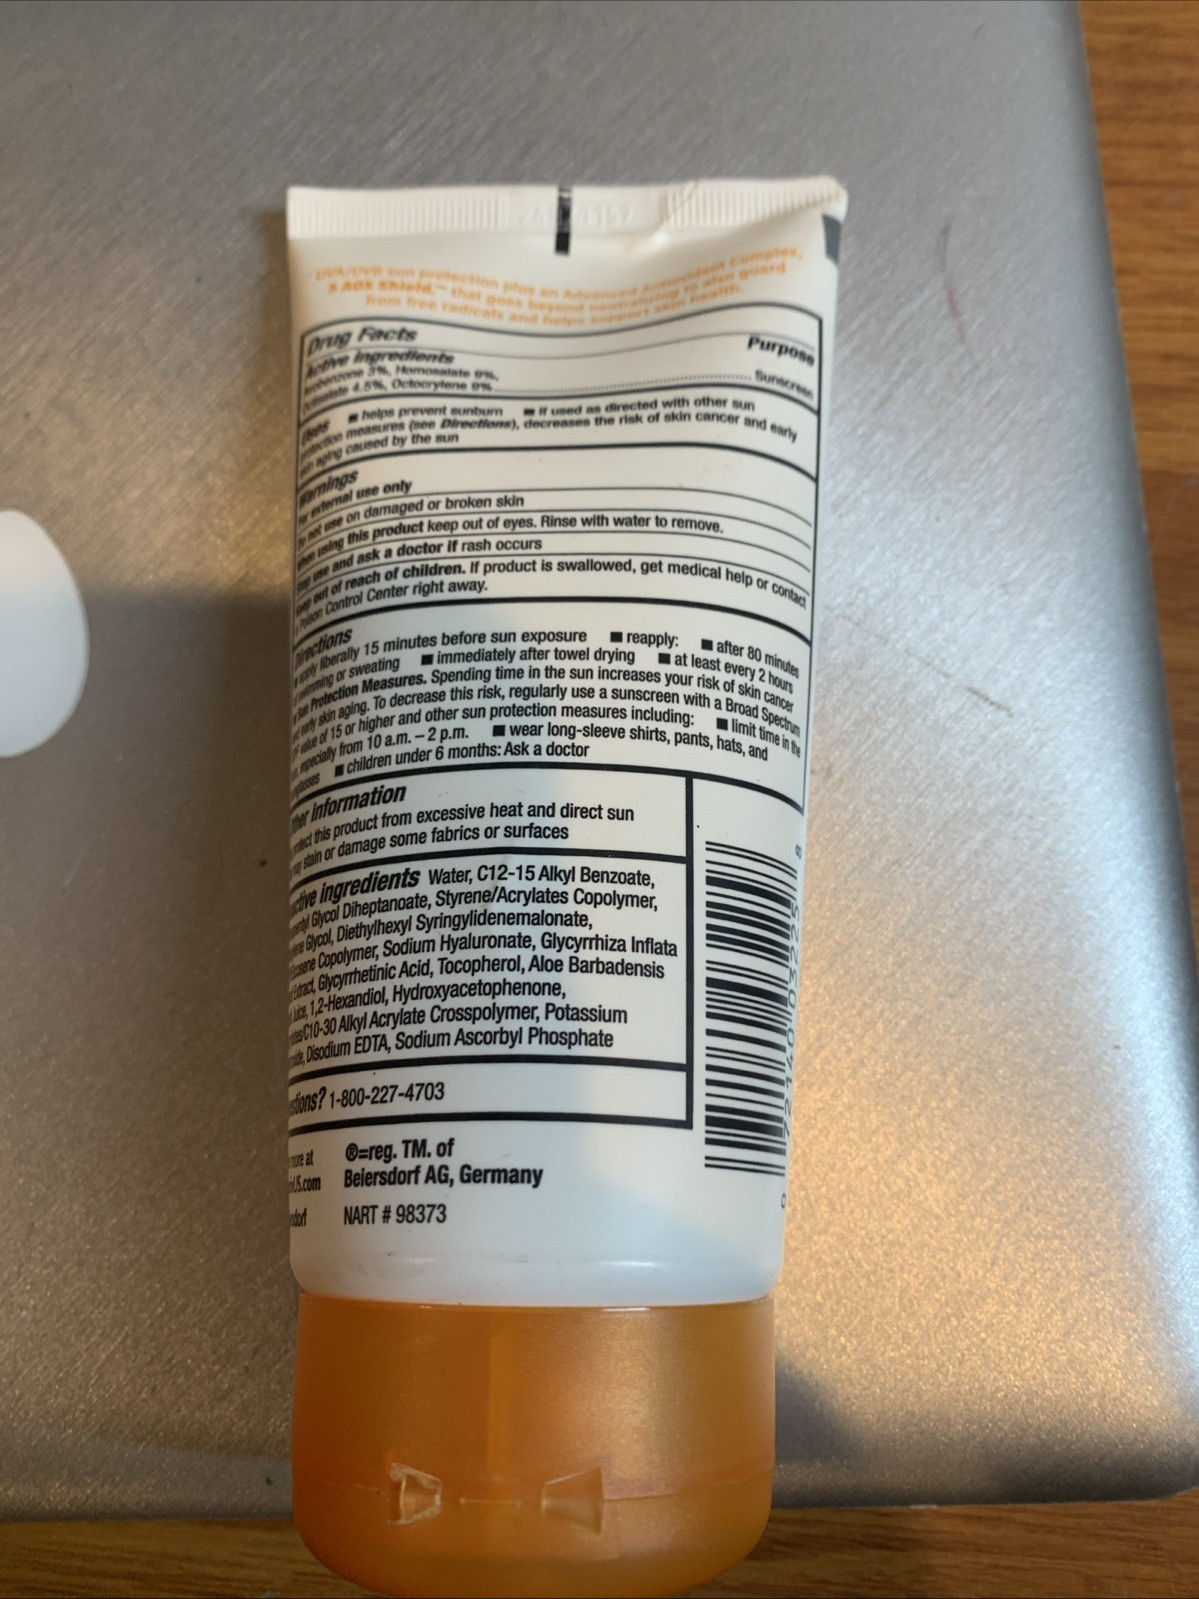 UVA/UVB sun protection plus an Advanced Antioxidant Complex,
5 AOX Shield,™ that goes beyond neutralizing to also guard
from free radicals and helps support skin health.
Drug Facts
Active ingredients Purpose
3%, Homosalate 9%,
4.5%, Octocrylene 9% Sunscreen
Uses ■ helps prevent sunburn ■ if used as directed with other sun
measures (see Directions), decreases the risk of skin cancer and early
aging caused by the sun
Warnings
For external use only
not use on damaged or broken skin
using this product keep out of eyes. Rinse with water to remove.
use and ask a doctor if rash occurs
out of reach of children. If product is swallowed, get medical help or contact
Poison Control Center right away.
Directions
liberally 15 minutes before sun exposure ■ reapply: ■ after 80 minutes
swimming or sweating ■ immediately after towel drying ■ at least every 2 hours
Sun Protection Measures. Spending time in the sun increases your risk of skin cancer
early skin aging. To decrease this risk, regularly use a sunscreen with a Broad Spectrum
value of 15 or higher and other sun protection measures including: ■ limit time in the
especially from 10 a.m. – 2 p.m. ■ wear long-sleeve shirts, pants, hats, and
■ children under 6 months: Ask a doctor
information
this product from excessive heat and direct sun
stain or damage some fabrics or surfaces
ingredients Water, C12-15 Alkyl Benzoate,
Glycol Diheptanoate, Styrene/Acrylates Copolymer,
Glycol, Diethylhexyl Syringylidenemalonate,
Copolymer, Sodium Hyaluronate, Glycyrrhiza Inflata
Extract, Glycyrrhetinic Acid, Tocopherol, Aloe Barbadensis
Juice, 1,2-Hexandiol, Hydroxyacetophenone,
/C10-30 Alkyl Acrylate Crosspolymer, Potassium
Disodium EDTA, Sodium Ascorbyl Phosphate
1-800-227-4703
more at ®=reg. TM. of
US.com Beiersdorf AG, Germany
NART # 98373
0 72140 03225 8